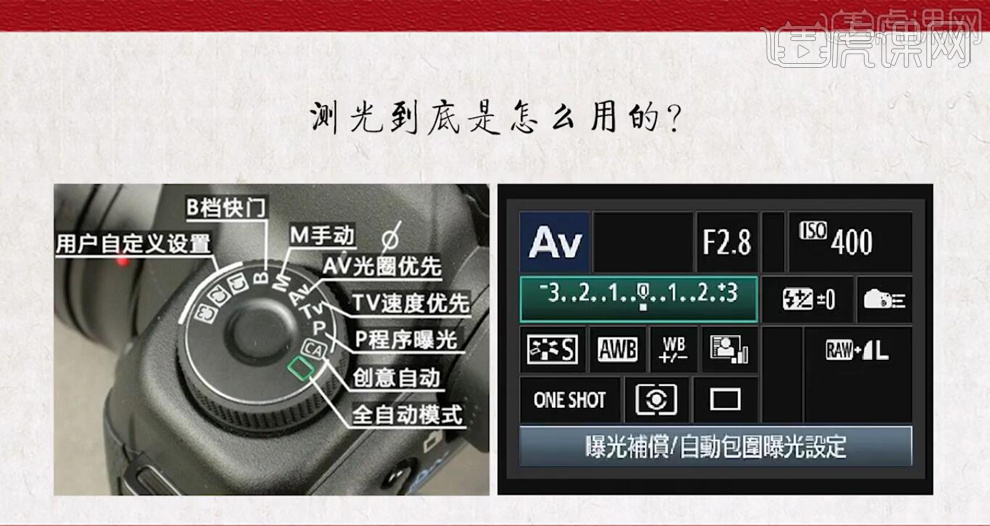 虎课网
测光到底是怎么用的?
B档快门
M手动
用户自定义设置
AV光圈优先
TV速度优先
P程序曝光
创意自动
全自动模式
B
M
Av
Tv
P
CA
Av
F2.8
ISO 400
-3..2..1..0..1..2.:+3
±0
S
AWB
WB
+/-
RAW+L
ONE SHOT
曝光補償/自動包圍曝光設定